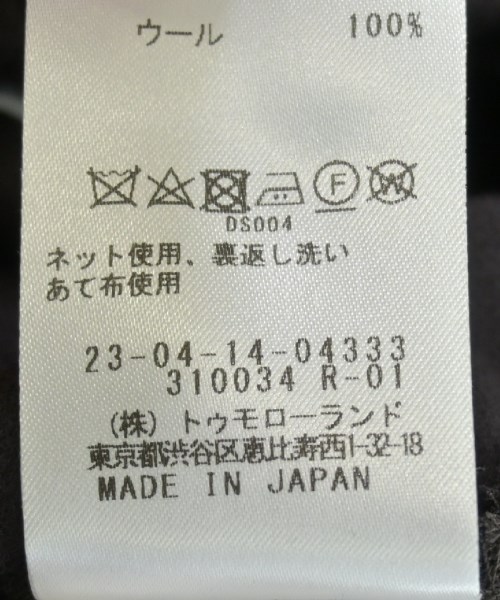 ウール 100%
F W
DS004
ネット使用、裏返し洗い
あて布使用
23-04-14-04333
310034 R-01
(株)トゥモローランド
東京都渋谷区恵比寿西1-32-18
MADE IN JAPAN